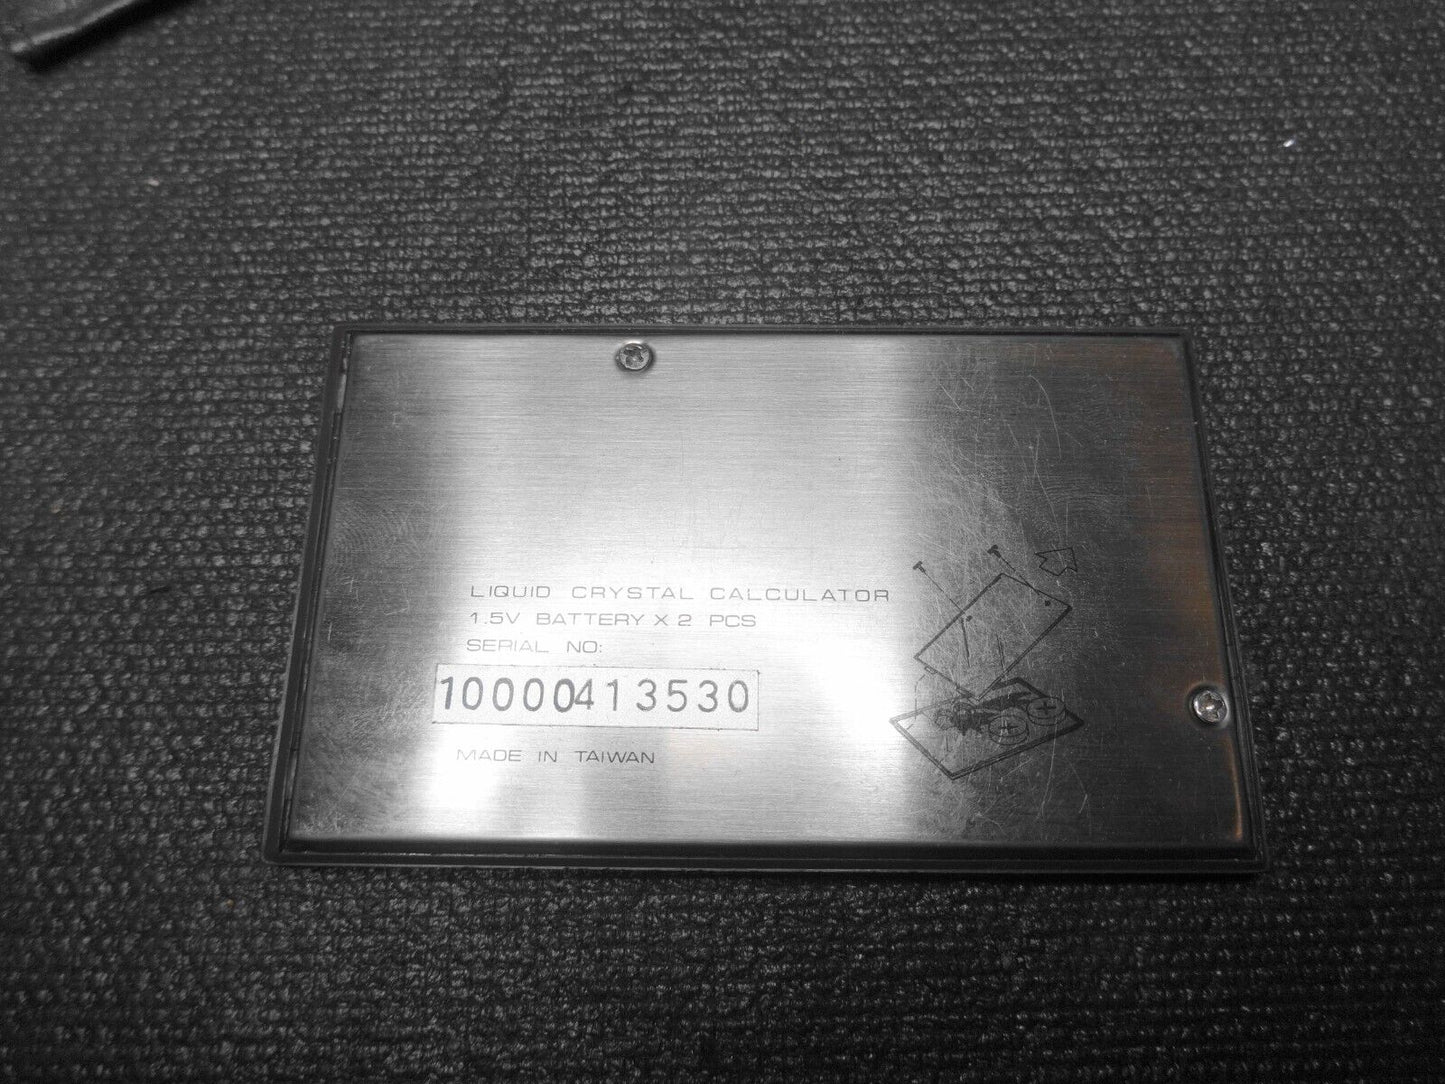 LIQUID CRYSTAL CALCULATOR
1.5V BATTERY X 2 PCS
SERIAL NO:
10000413530
MADE IN TAIWAN